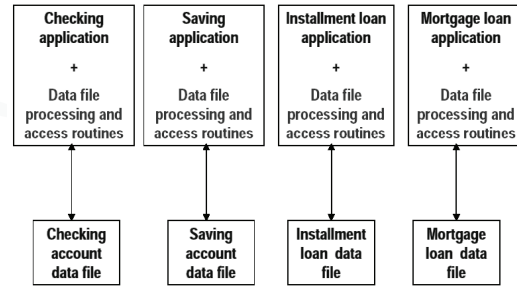 Checking
application
+
Data file
processing and
access routines
Saving
application
+
Data file
processing and
access routines
Installment loan
application
+
Data file
processing and
access routines
Mortgage loan
application
+
Data file
processing and
access routines
Checking
account
data file
Saving
account
data file
Installment
loan data
file
Mortgage
loan data
file